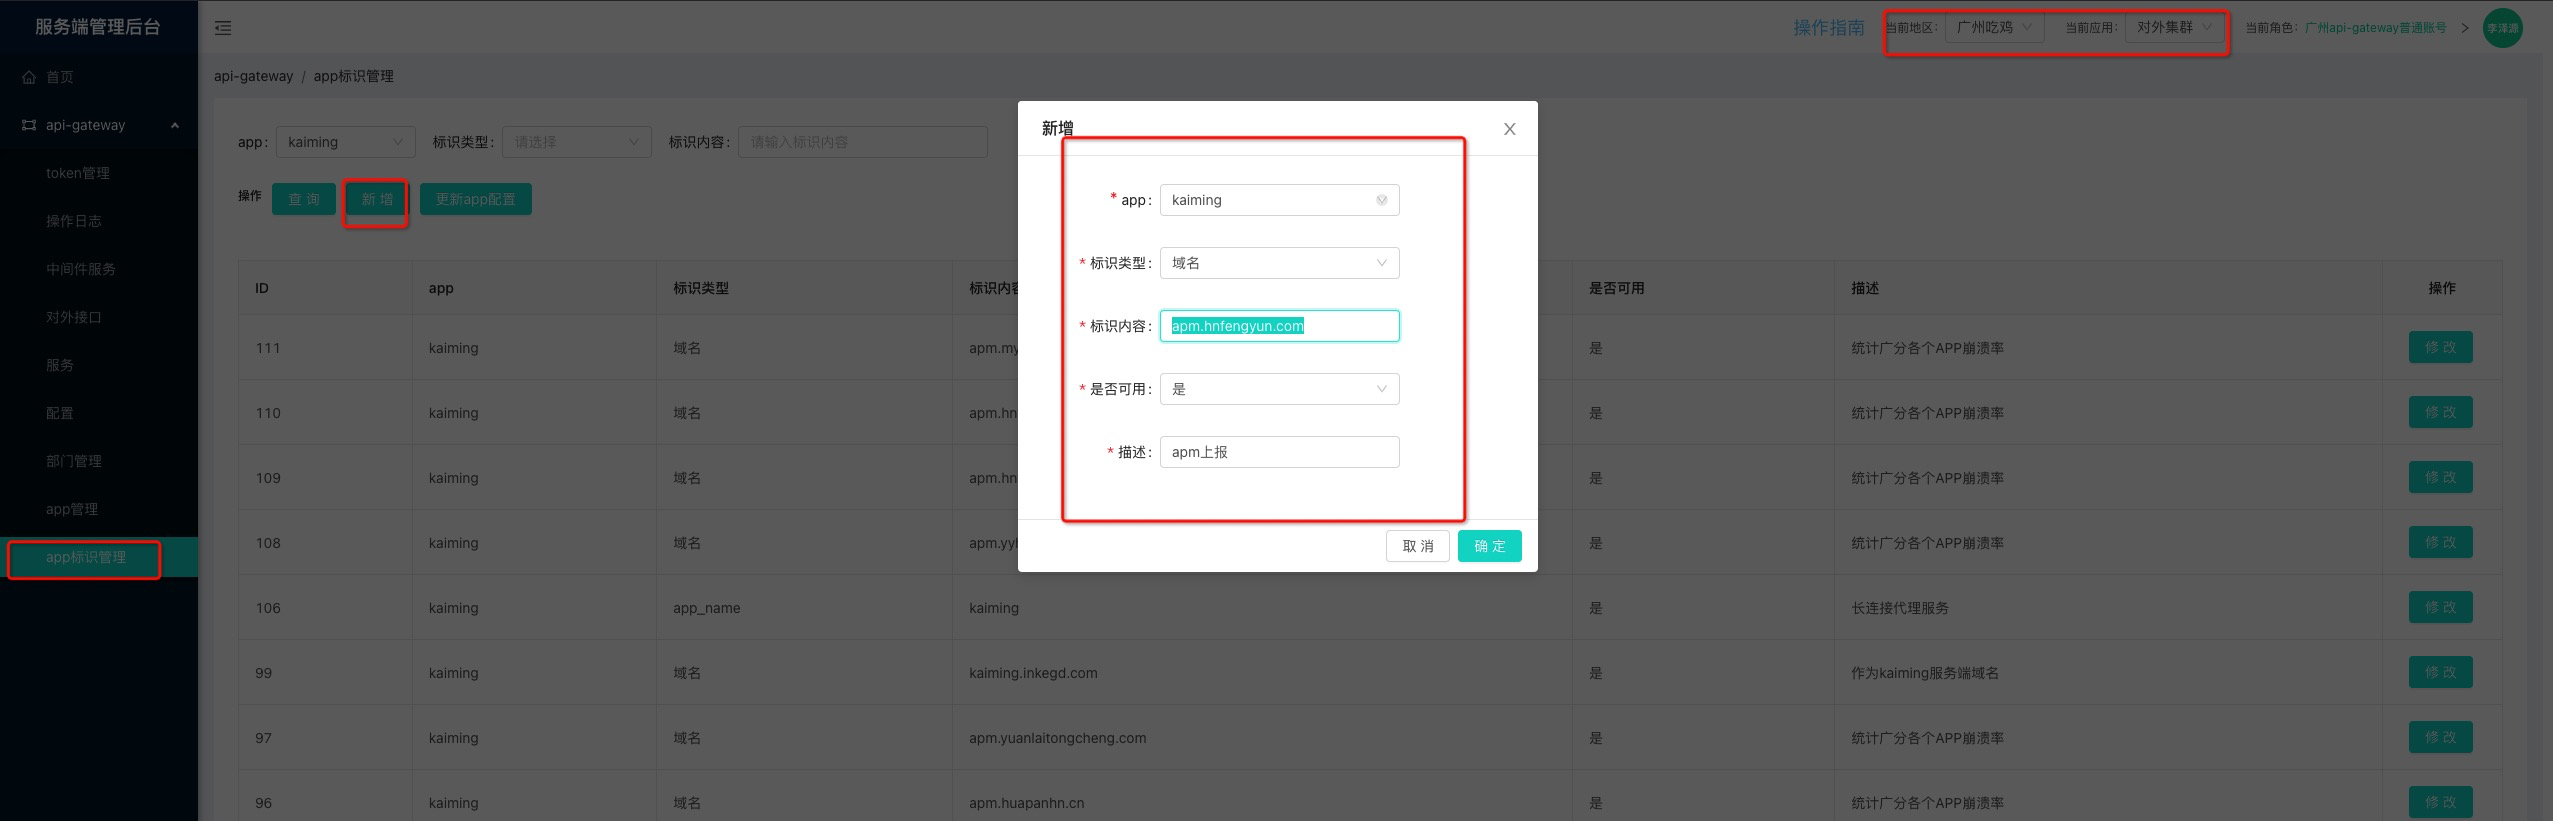 服务端管理后台
操作指南 当前地区: 广州吃鸡 当前应用: 对外集群 当前角色: 广州api-gateway普通账号 > 李泽源
首页
api-gateway
token管理
操作日志
中间件服务
对外接口
服务
配置
部门管理
app管理
app标识管理
api-gateway / app标识管理
app: kaiming 标识类型: 请选择 标识内容: 请输入标识内容
操作 查 询 新 增 更新app配置
ID app 标识类型 标识内容 是否可用 描述 操作
111 kaiming 域名 apm.my 是 统计广分各个APP崩溃率 修 改
110 kaiming 域名 apm.hn 是 统计广分各个APP崩溃率 修 改
109 kaiming 域名 apm.hn 是 统计广分各个APP崩溃率 修 改
108 kaiming 域名 apm.yy 是 统计广分各个APP崩溃率 修 改
106 kaiming app_name kaiming 是 长连接代理服务 修 改
99 kaiming 域名 kaiming.inkegd.com 是 作为kaiming服务端域名 修 改
97 kaiming 域名 apm.yuanlaitongcheng.com 是 统计广分各个APP崩溃率 修 改
96 kaiming 域名 apm.huapanhn.cn 是 统计广分各个APP崩溃率 修 改
新增
* app: kaiming
* 标识类型: 域名
* 标识内容: apm.hnfengyun.com
* 是否可用: 是
* 描述: apm上报
取 消 确 定